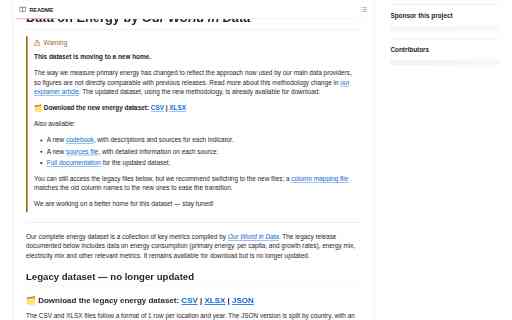 README
Data on Energy by Our World in Data
Warning
This dataset is moving to a new home.
The way we measure primary energy has changed to reflect the approach now used by our main data providers,
so figures are not directly comparable with previous releases. Read more about this methodology change in our
explainer article. The updated dataset, using the new methodology, is already available for download:
Download the new energy dataset: CSV | XLSX
Also available:
• A new codebook, with descriptions and sources for each indicator.
• A new sources file, with detailed information on each source.
• Full documentation for the updated dataset.
You can still access the legacy files below, but we recommend switching to the new files; a column mapping file
matches the old column names to the new ones to ease the transition.
We are working on a better home for this dataset — stay tuned!
Our complete energy dataset is a collection of key metrics compiled by Our World in Data. The legacy release
documented below includes data on energy consumption (primary energy, per capita, and growth rates), energy mix,
electricity mix and other relevant metrics. It remains available for download but is no longer updated.
Legacy dataset — no longer updated
Download the legacy energy dataset: CSV | XLSX | JSON
The CSV and XLSX files follow a format of 1 row per location and year. The JSON version is split by country, with an
Sponsor this project
Contributors